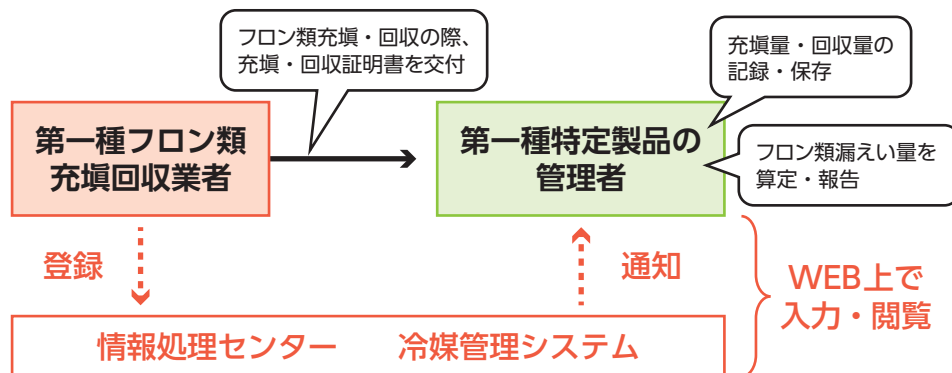 フロン類充塡・回収の際、
充塡・回収証明書を交付
充塡量・回収量の
記録・保存
第一種フロン類
充塡回収業者
第一種特定製品の
管理者
フロン類漏えい量を
算定・報告
登録
通知
WEB上で
入力・閲覧
情報処理センター 冷媒管理システム